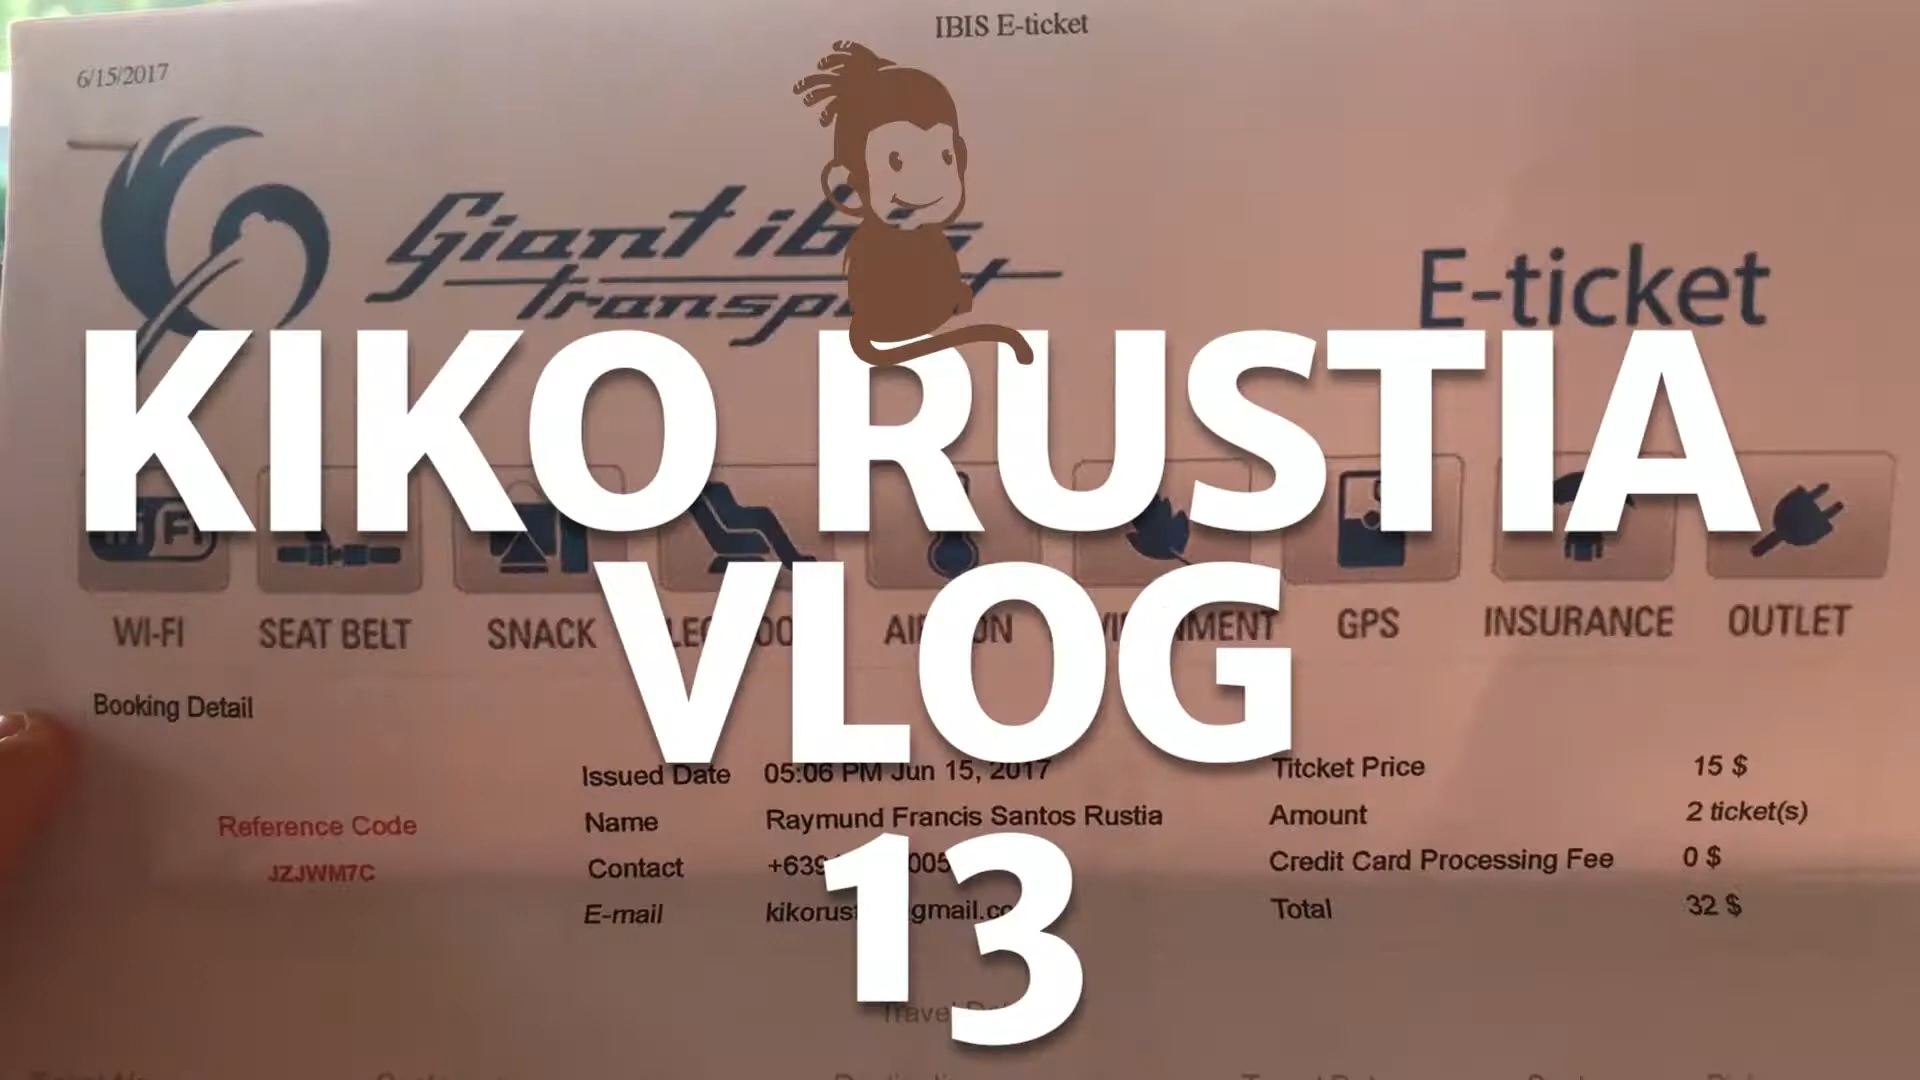 IBIS E-ticket
6/15/2017
Giant ibis
transport
E-ticket
KIKO RUSTIA
VLOG
13
WI-FI
SEAT BELT
SNACK
GPS
INSURANCE
OUTLET
Booking Detail
Issued Date 05:06 PM Jun 15, 2017
Titcket Price 15 $
Reference Code
JZJWM7C
Name Raymund Francis Santos Rustia
Amount 2 ticket(s)
Contact
Credit Card Processing Fee 0 $
E-mail
Total 32 $